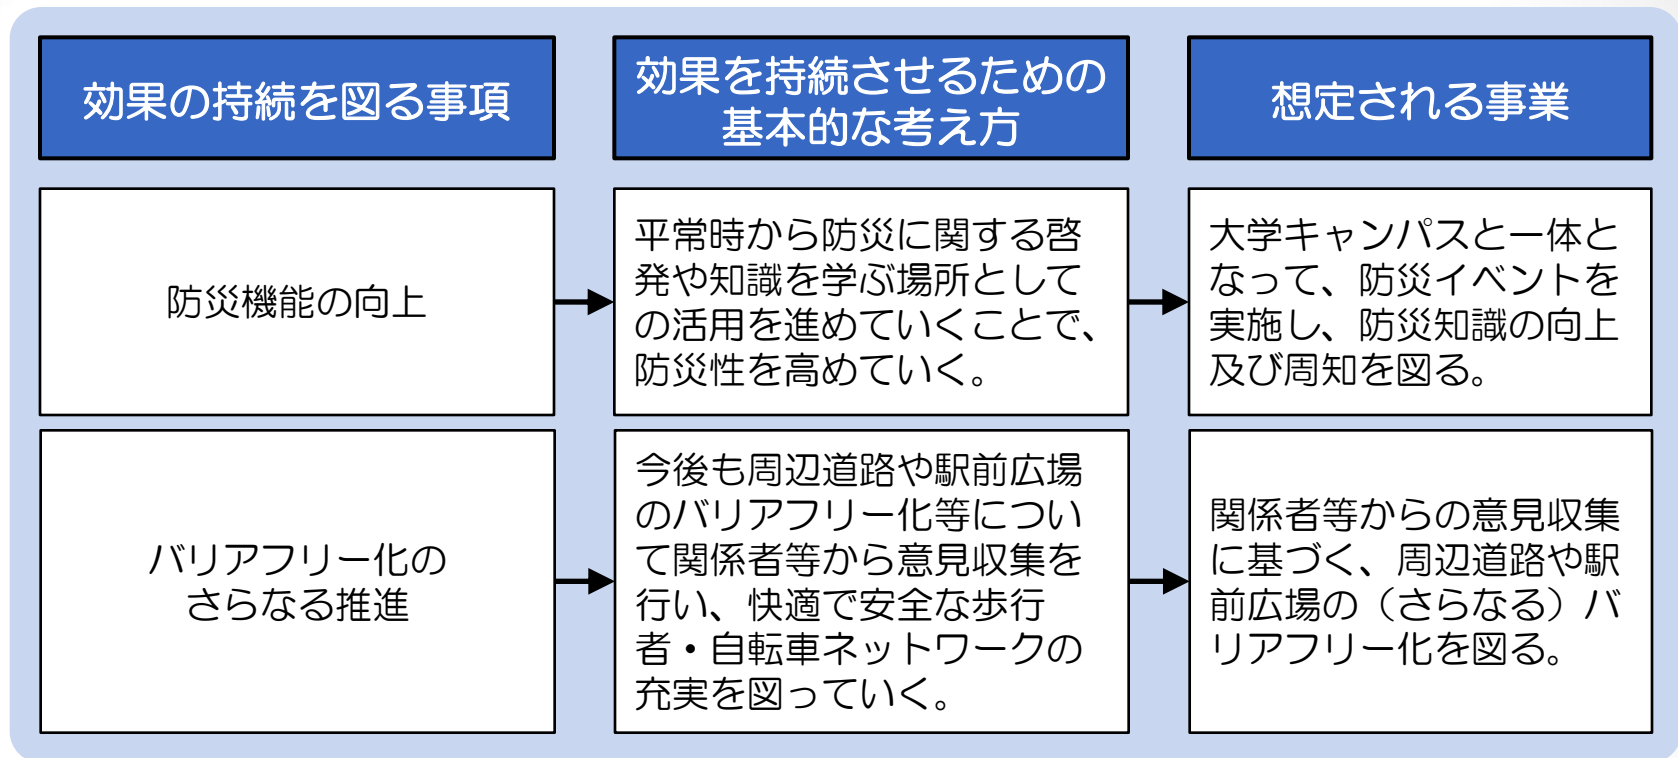 効果の持続を図る事項
効果を持続させるための
基本的な考え方
想定される事業
防災機能の向上
平常時から防災に関する啓
発や知識を学ぶ場所として
の活用を進めていくことで、
防災性を高めていく。
大学キャンパスと一体と
なって、防災イベントを
実施し、防災知識の向上
及び周知を図る。
バリアフリー化の
さらなる推進
今後も周辺道路や駅前広場
のバリアフリー化等につい
て関係者等から意見収集を
行い、快適で安全な歩行
者・自転車ネットワークの
充実を図っていく。
関係者等からの意見収集
に基づく、周辺道路や駅
前広場の（さらなる）バ
リアフリー化を図る。